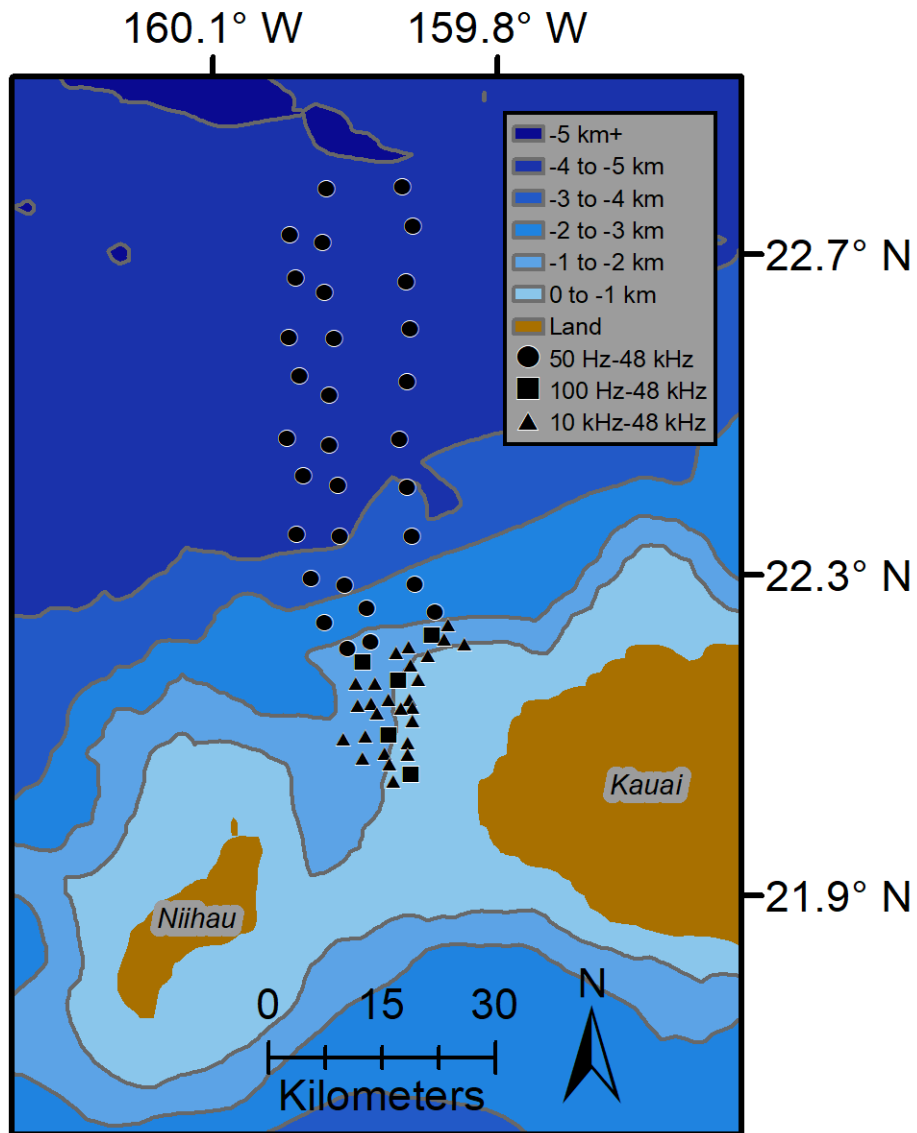 160.1° W 159.8° W
-5 km+
-4 to -5 km
-3 to -4 km
-2 to -3 km
-1 to -2 km
0 to -1 km
Land
50 Hz-48 kHz
100 Hz-48 kHz
10 kHz-48 kHz
22.7° N
22.3° N
Kauai
21.9° N
Niihau
N
0 15 30
Kilometers